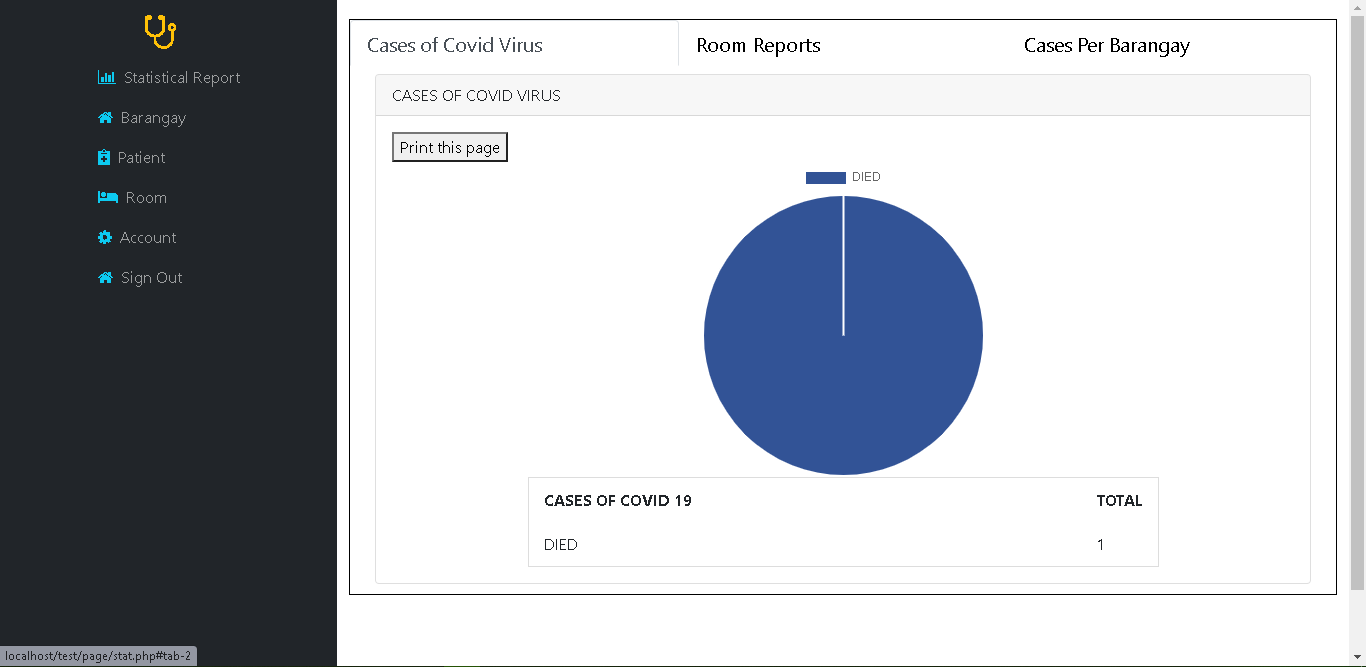 Statistical Report
Barangay
Patient
Room
Account
Sign Out
Cases of Covid Virus
Room Reports
Cases Per Barangay
CASES OF COVID VIRUS
Print this page
DIED
CASES OF COVID 19 TOTAL
DIED 1
localhost/test/page/stat.php#tab-2